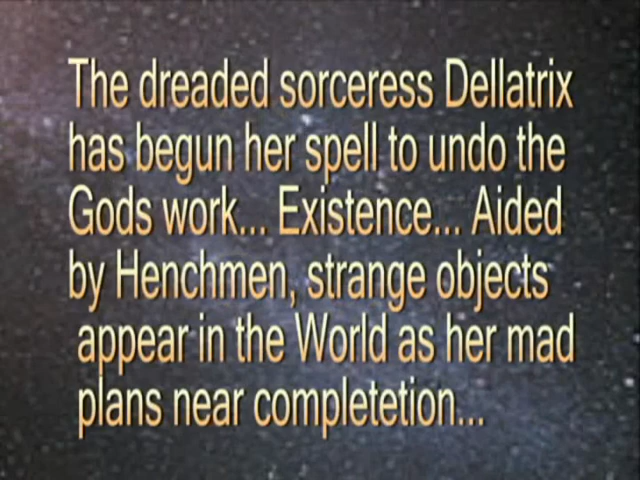 The dreaded sorceress Dellatrix
has begun her spell to undo the
Gods work... Existence... Aided
by Henchmen, strange objects
appear in the World as her mad
plans near completetion...